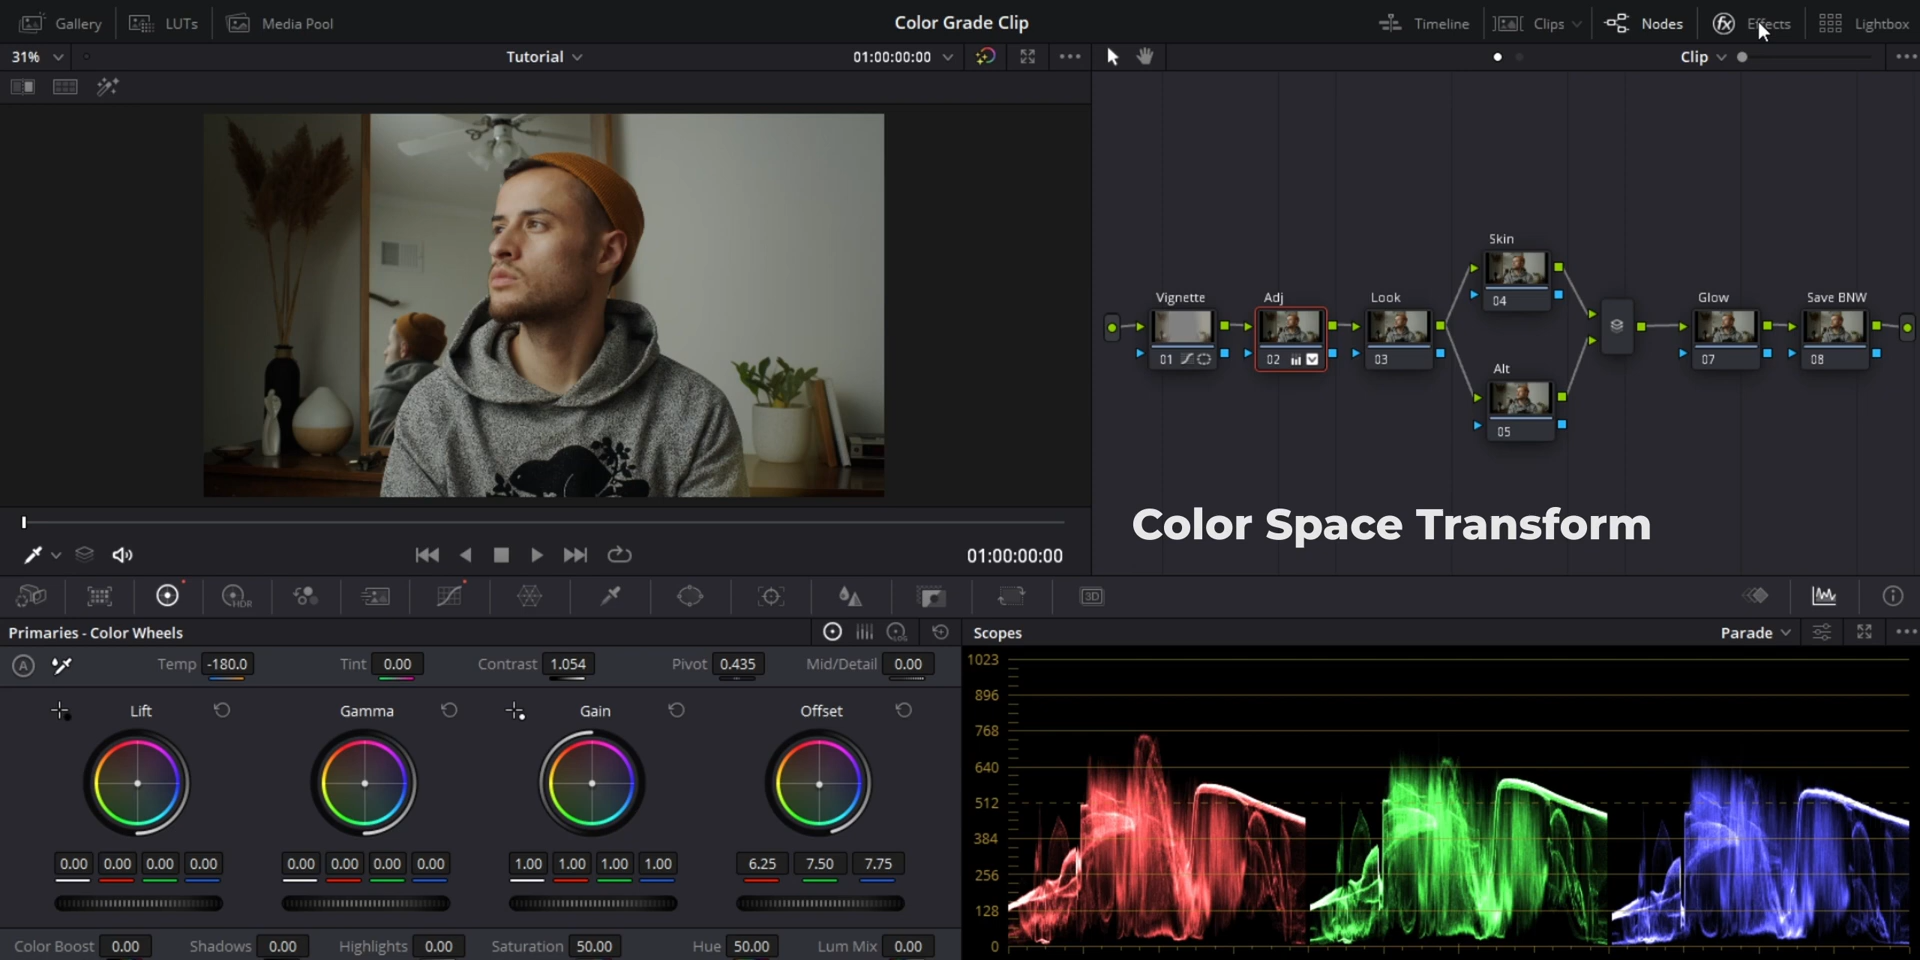 Gallery LUTs Media Pool Color Grade Clip Timeline Clips Nodes Effects Lightbox
31% Tutorial 01:00:00:00 Clip
Skin
04
Vignette Adj Look Glow Save BNW
01 02 03 07 08
Alt
05
Color Space Transform
01:00:00:00
HDR 3D
Primaries - Color Wheels LOG Scopes Parade
A Temp -180.0 Tint 0.00 Contrast 1.054 Pivot 0.435 Mid/Detail 0.00
Lift Gamma Gain Offset
0.00 0.00 0.00 0.00 0.00 0.00 0.00 0.00 1.00 1.00 1.00 1.00 6.25 7.50 7.75
Color Boost 0.00 Shadows 0.00 Highlights 0.00 Saturation 50.00 Hue 50.00 Lum Mix 0.00
1023
896
768
640
512
384
256
128
0